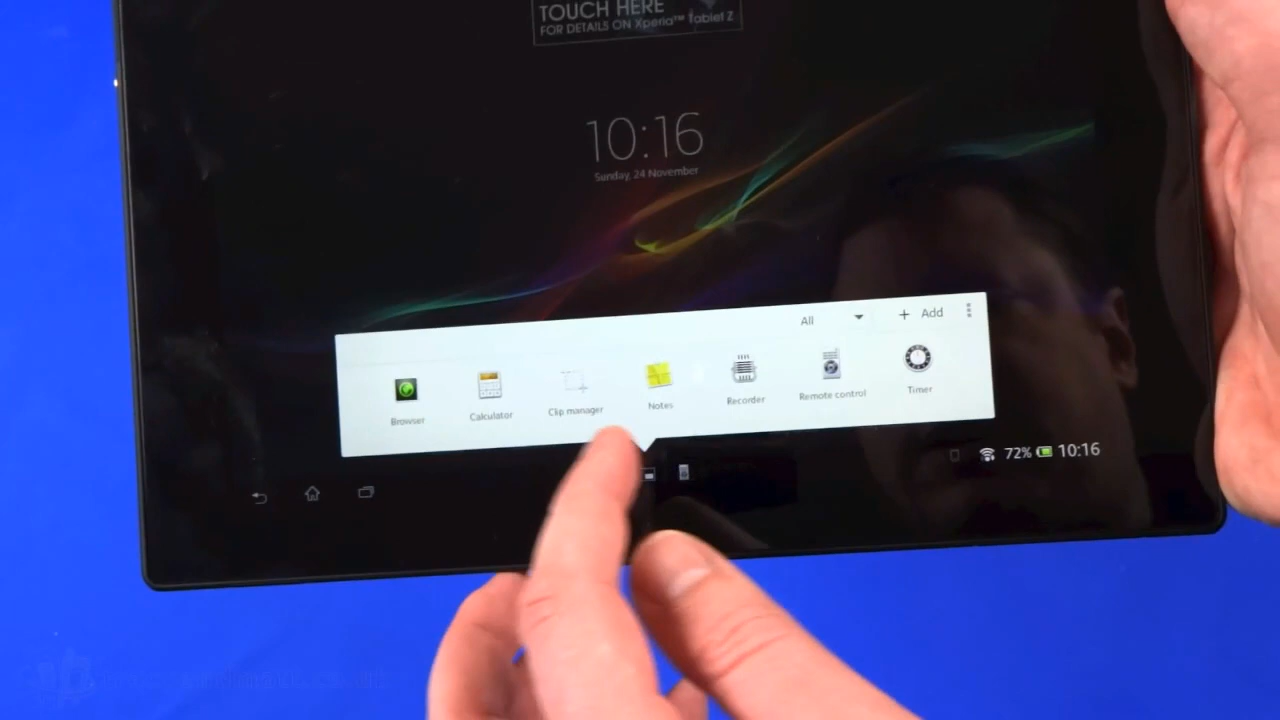 TOUCH HERE
FOR DETAILS ON Xperia™ Tablet Z
10:16
Sunday, 24 November
All
+ Add
Browser
Calculator
Clip manager
Notes
Recorder
Remote control
Timer
72% 10:16